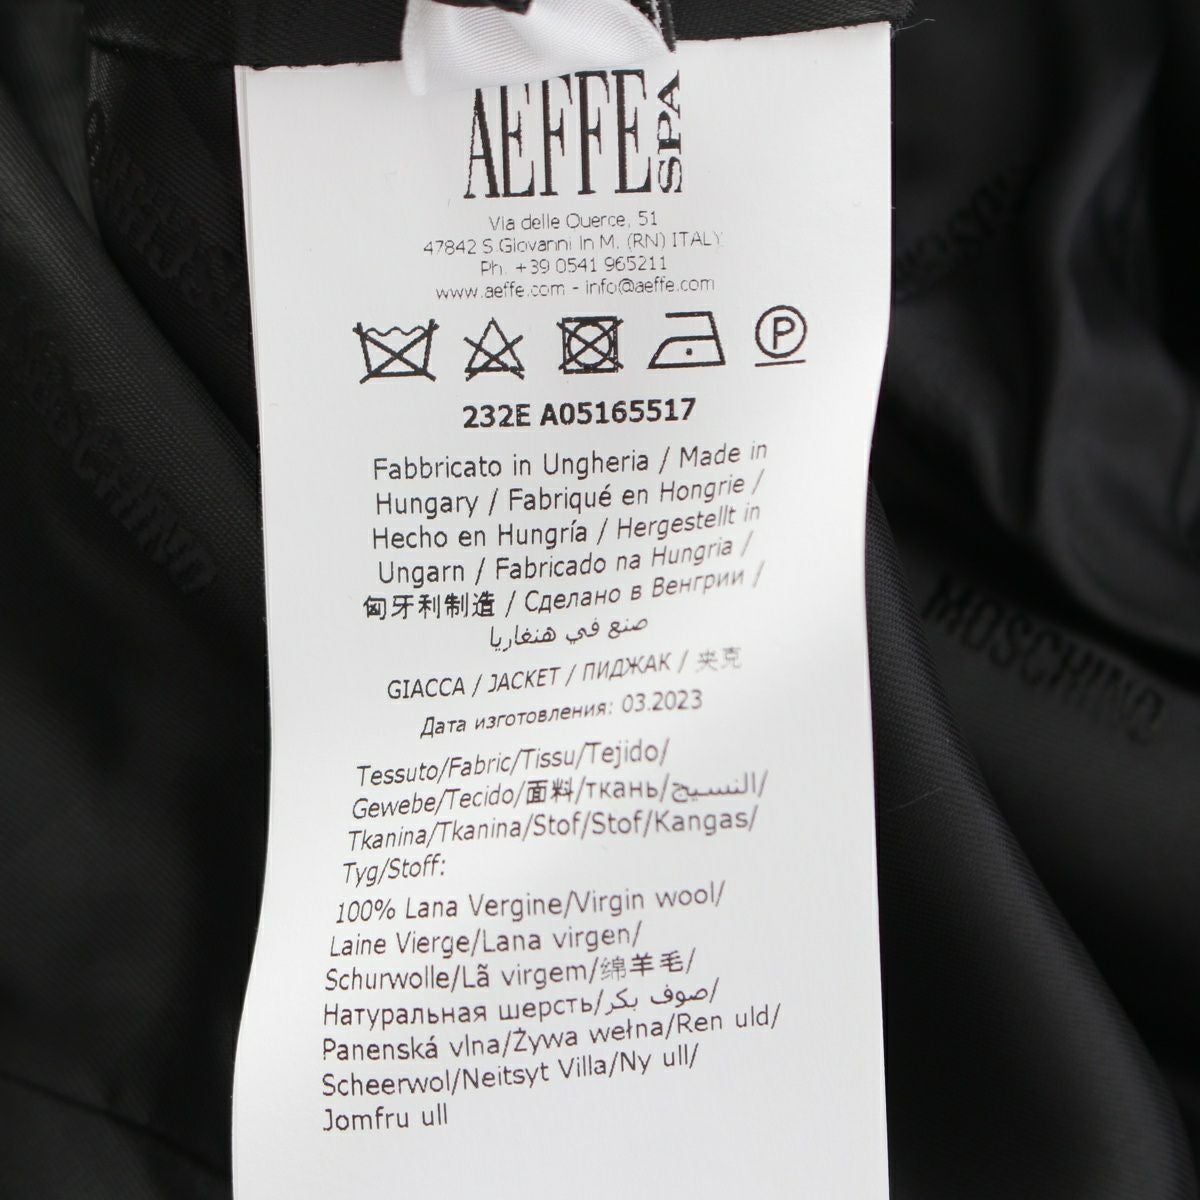 AEFFE SPA
Via delle Querce, 51
47842 S.Giovanni In M. (RN) ITALY
Ph. +39 0541 965211
www.aeffe.com - info@aeffe.com
P
232E A05165517
Fabbricato in Ungheria / Made in
Hungary / Fabriqué en Hongrie /
Hecho en Hungría / Hergestellt in
Ungarn / Fabricado na Hungria /
匈牙利制造 / Сделано в Венгрии /
صنع في هنغاريا
GIACCA / JACKET / ПИДЖАК / 夹克
Дата изготовления: 03.2023
Tessuto/Fabric/Tissu/Tejido/
Gewebe/Tecido/面料/ткань/النسيج/
Tkanina/Tkanina/Stof/Stof/Kangas/
Tyg/Stoff:
100% Lana Vergine/Virgin wool/
Laine Vierge/Lana virgen/
Schurwolle/Lã virgem/绵羊毛/
Натуральная шерсть/صوف بكر/
Panenská vlna/Żywa wełna/Ren uld/
Scheerwol/Neitsyt Villa/Ny ull/
Jomfru ull
MOSCHINO
MOSCHINO